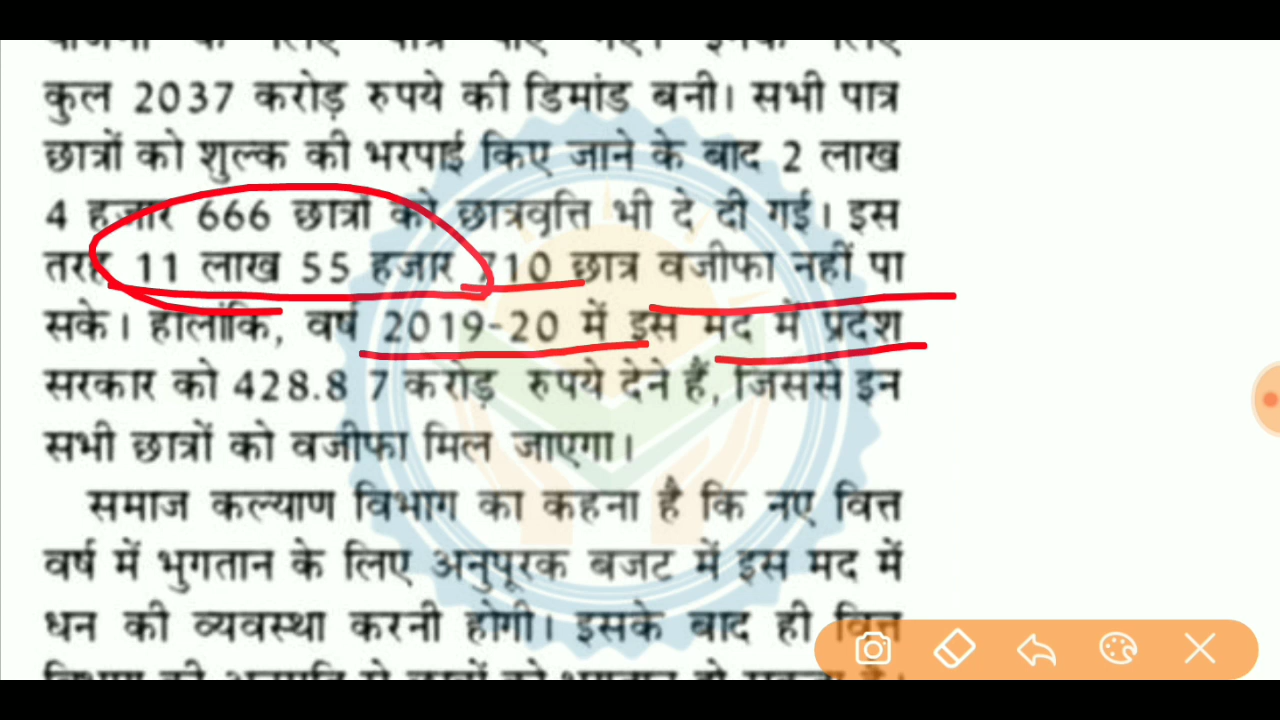 कुल 2037 करोड़ रुपये की डिमांड बनी। सभी पात्र
छात्रों को शुल्क की भरपाई किए जाने के बाद 2 लाख
4 हजार 666 छात्रों को छात्रवृत्ति भी दे दी गई। इस
तरह 11 लाख 55 हजार 710 छात्र वजीफा नहीं पा
सके। हालांकि, वर्ष 2019-20 में इस मद में प्रदेश
सरकार को 428.8 7 करोड़ रुपये देने हैं, जिससे इन
सभी छात्रों को वजीफा मिल जाएगा।
समाज कल्याण विभाग का कहना है कि नए वित्त
वर्ष में भुगतान के लिए अनुपूरक बजट में इस मद में
धन की व्यवस्था करनी होगी। इसके बाद ही वित्त